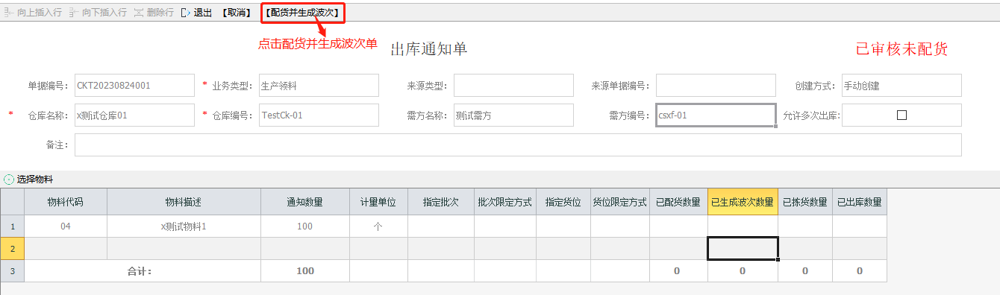 向上插入行 向下插入行 删除行 退出 【取消】 【配货并生成波次】
点击配货并生成波次单
出库通知单
已审核未配货
单据编号: CKT20230824001 * 业务类型: 生产领料 来源类型: 来源单据编号: 创建方式: 手动创建
* 仓库名称: x测试仓库01 * 仓库编号: TestCk-01 需方名称: 测试需方 需方编号: csxf-01 允许多次出库:
备注:
选择物料
物料代码 物料描述 通知数量 计量单位 指定批次 批次限定方式 指定货位 货位限定方式 已配货数量 已生成波次数量 已拣货数量 已出库数量
1 04 x测试物料1 100 个
2
3 合计: 100 0 0 0 0